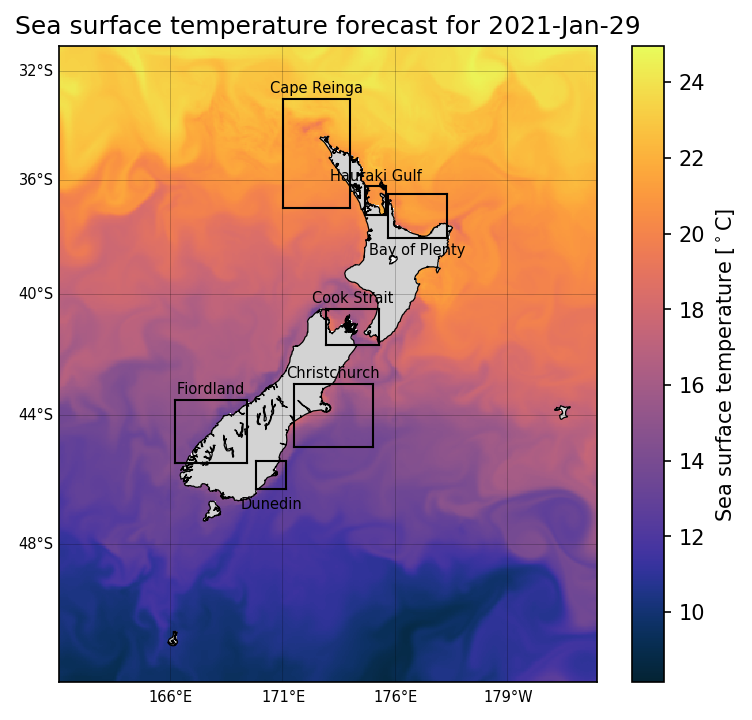 Sea surface temperature forecast for 2021-Jan-29
32°S
36°S
40°S
44°S
48°S
Cape Reinga
Hauraki Gulf
Bay of Plenty
Cook Strait
Christchurch
Fiordland
Dunedin
166°E
171°E
176°E
179°W
24
22
20
18
16
14
12
10
Sea surface temperature [°C]